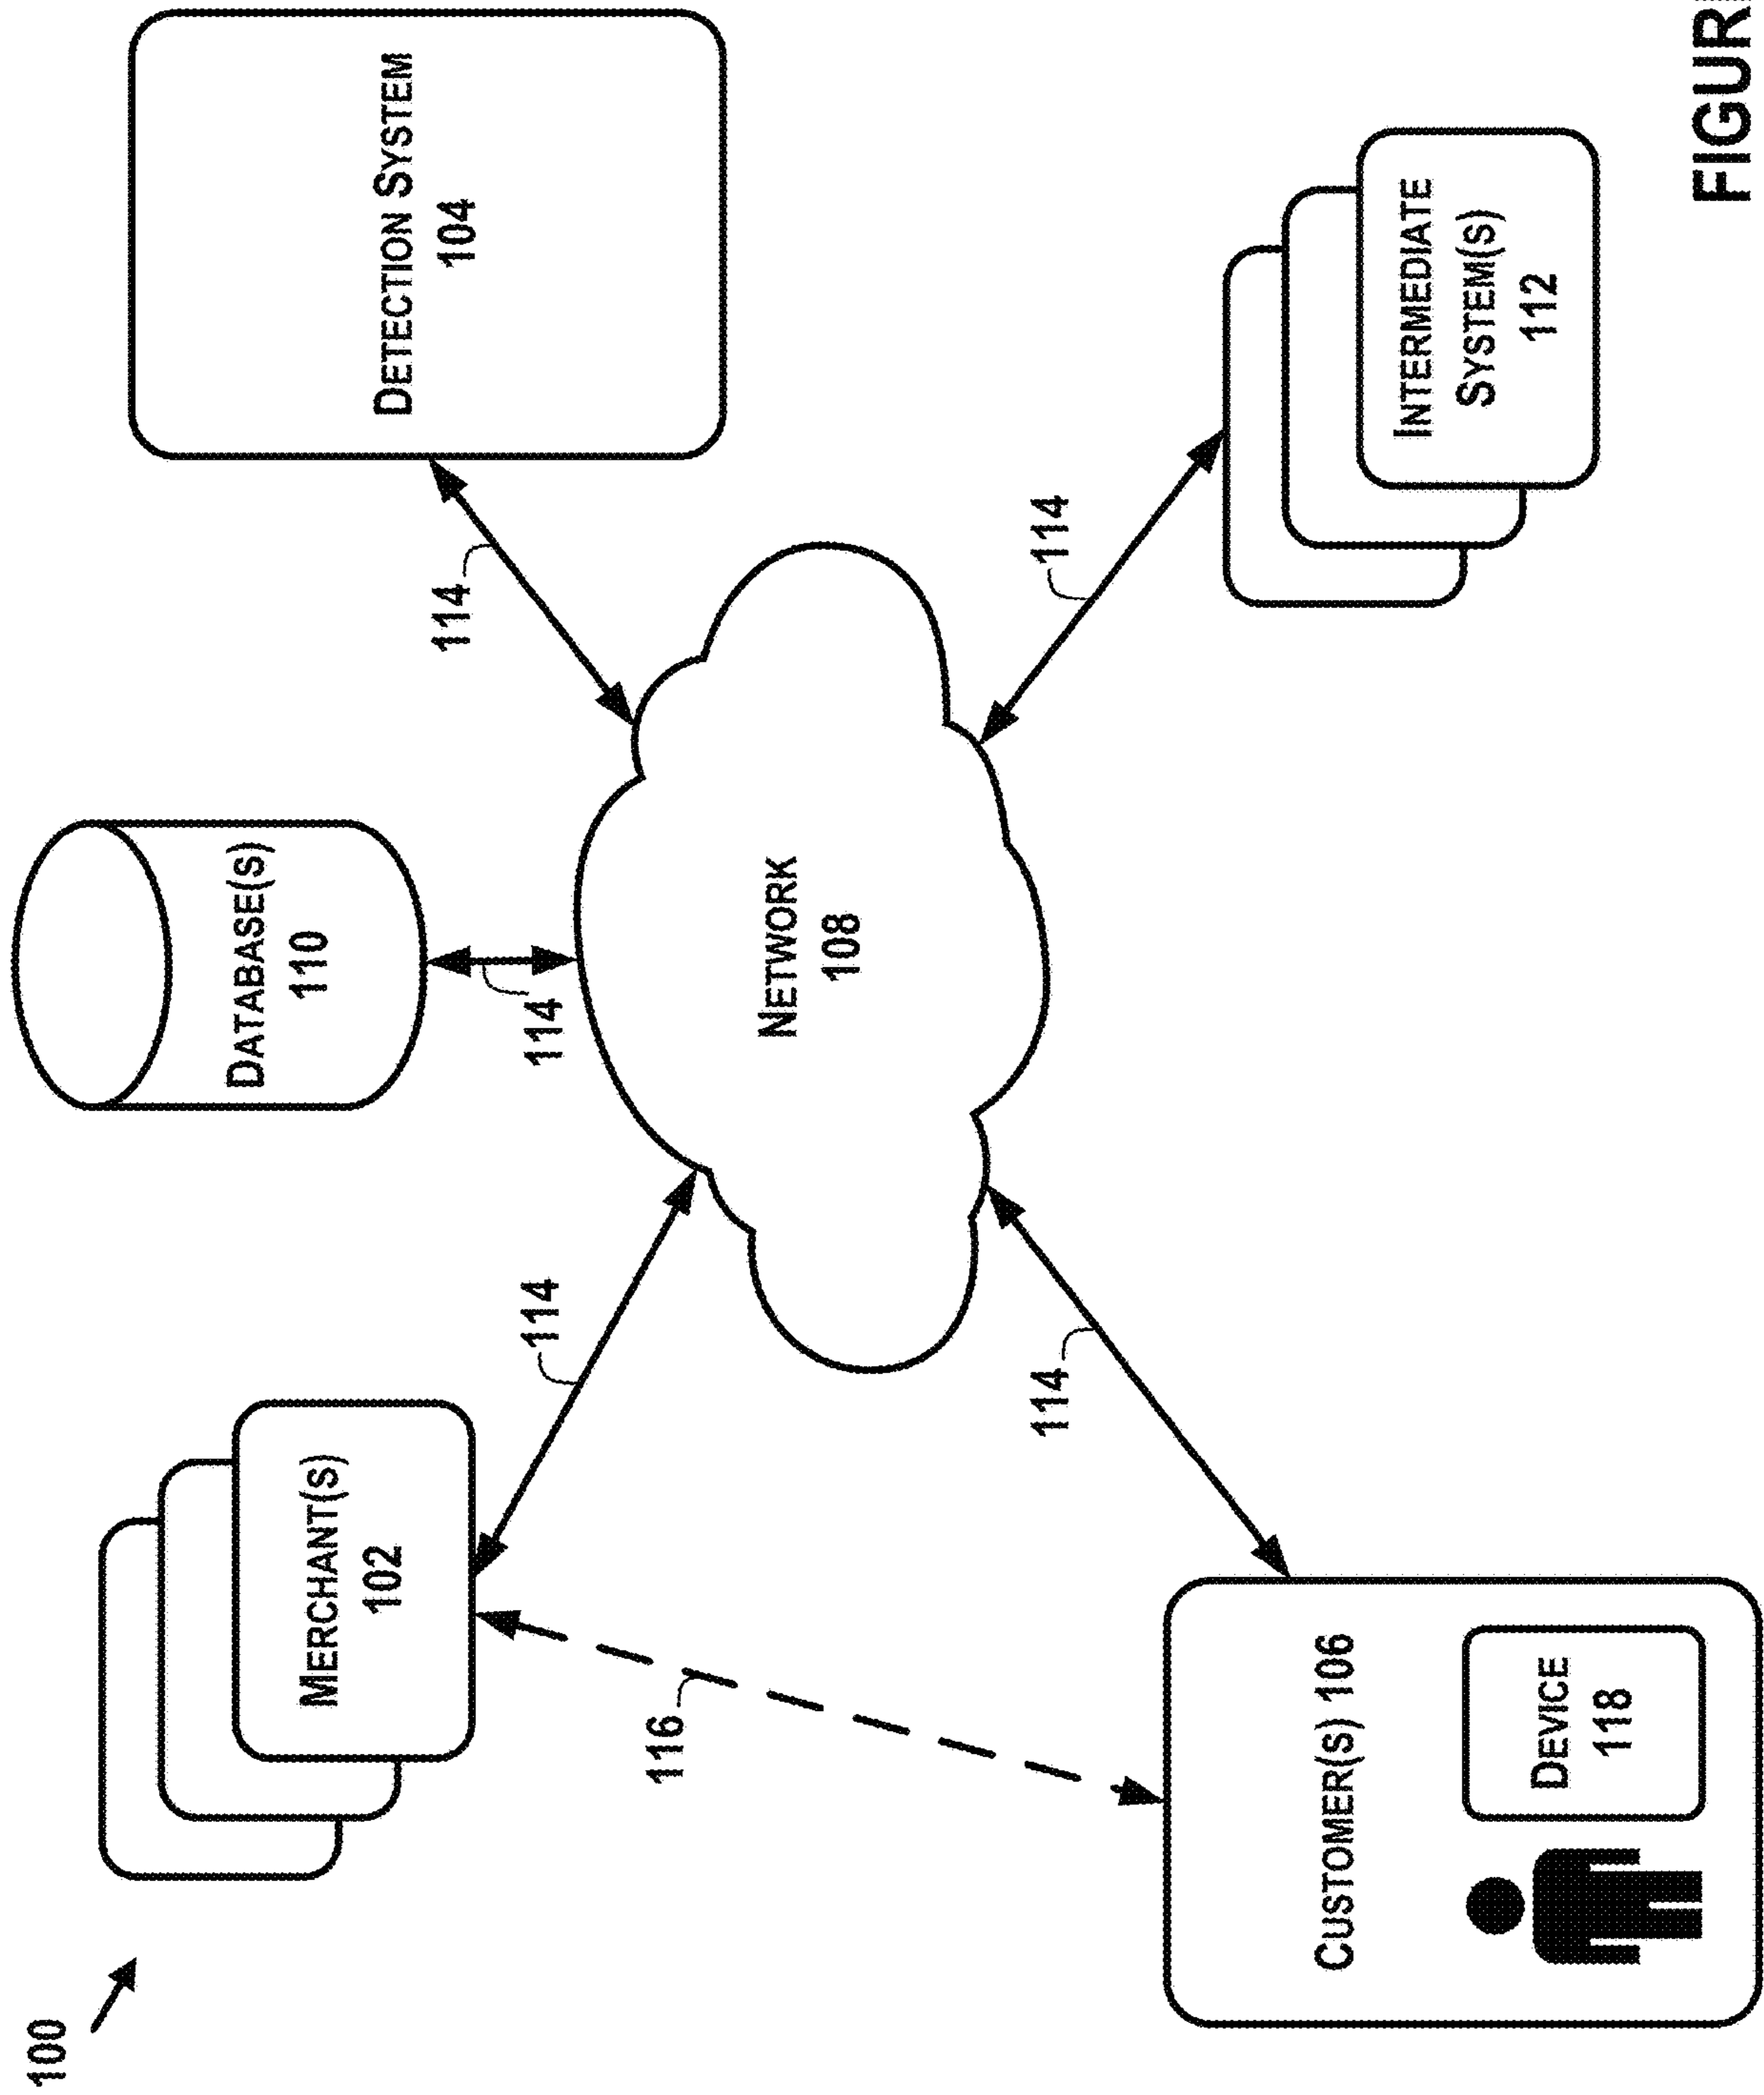 100
MERCHANT(S)
102
DATABASE(S)
110
DETECTION SYSTEM
104
114
114
114
116
NETWORK
108
114
114
CUSTOMER(S) 106
DEVICE
118
INTERMEDIATE
SYSTEM(S)
112
FIGUR